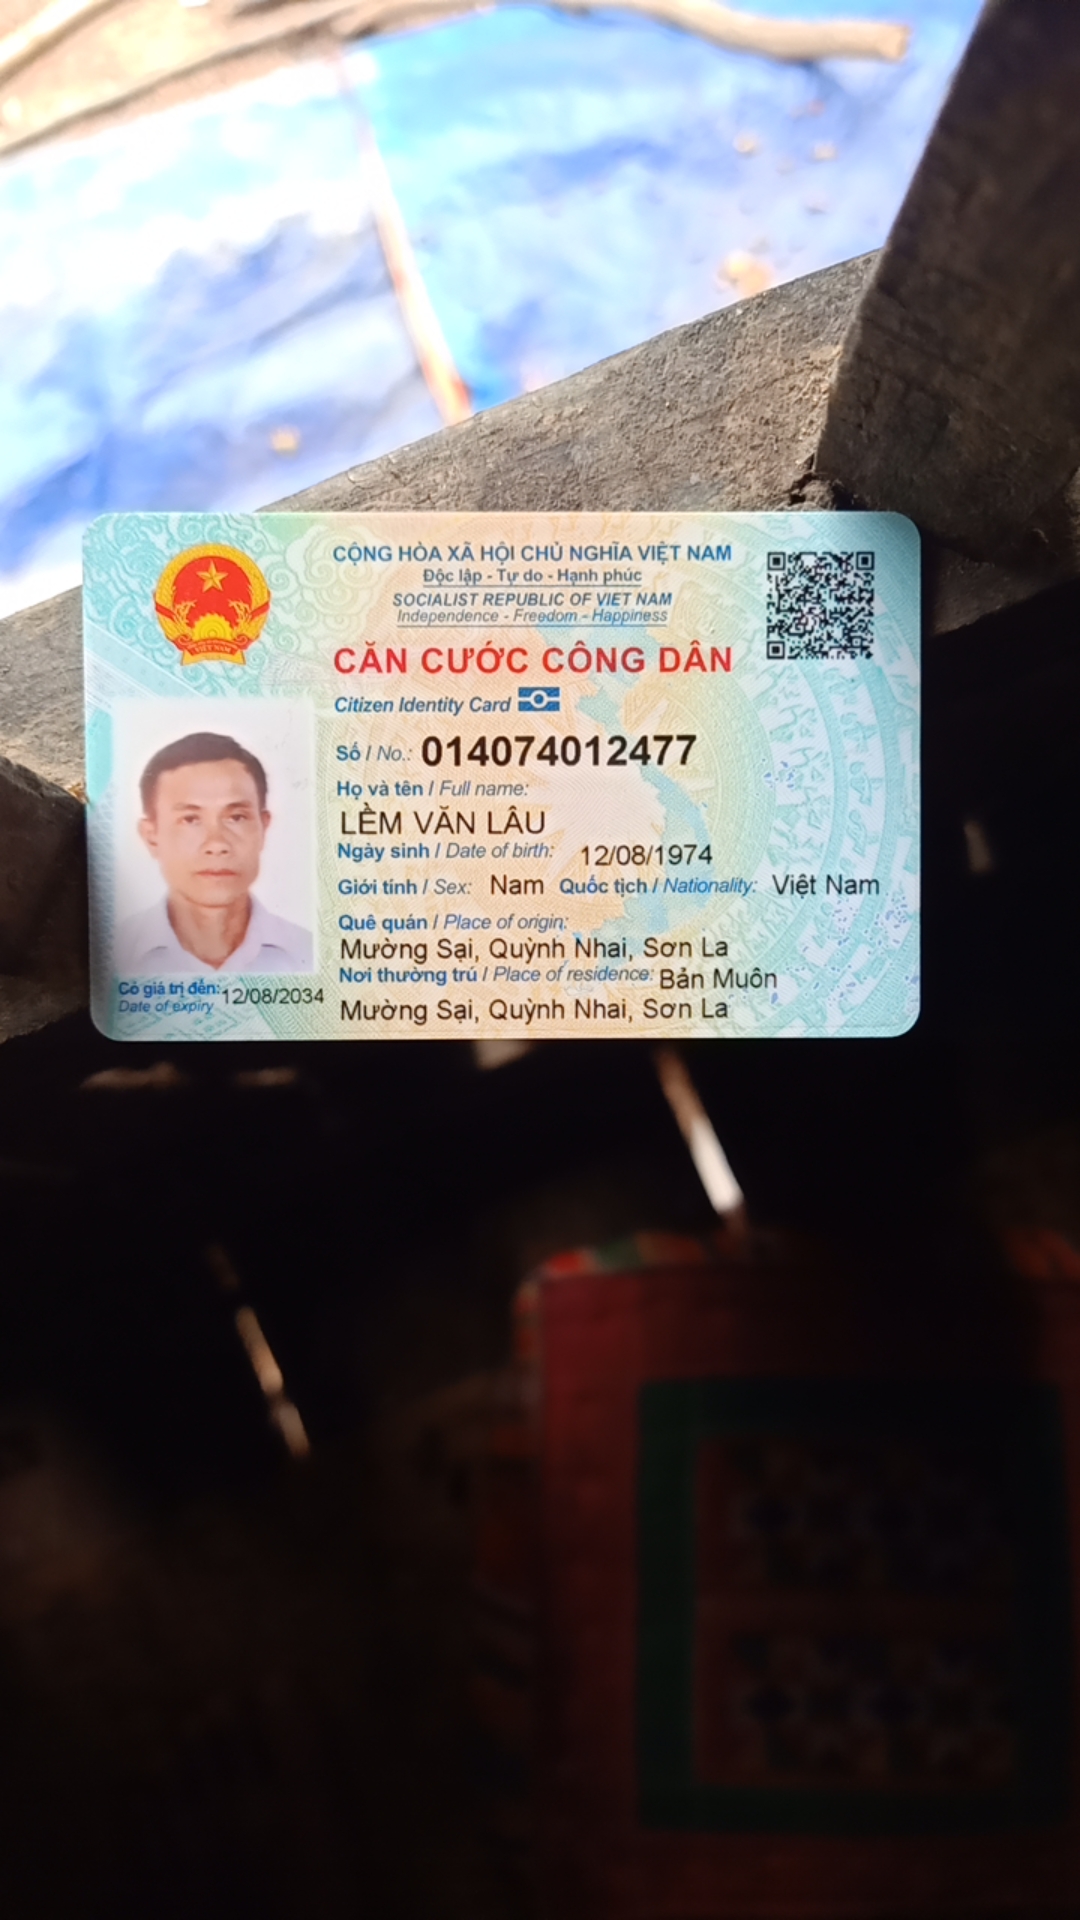 CỘNG HÒA XÃ HỘI CHỦ NGHĨA VIỆT NAM
Độc lập - Tự do - Hạnh phúc
SOCIALIST REPUBLIC OF VIET NAM
Independence - Freedom - Happiness
CĂN CƯỚC CÔNG DÂN
Citizen Identity Card
Số / No.: 014074012477
Họ và tên / Full name:
LỀM VĂN LÂU
Ngày sinh / Date of birth: 12/08/1974
Giới tính / Sex: Nam Quốc tịch / Nationality: Việt Nam
Quê quán / Place of origin:
Mường Sại, Quỳnh Nhai, Sơn La
Nơi thường trú / Place of residence: Bản Muôn
Mường Sại, Quỳnh Nhai, Sơn La
Có giá trị đến: 12/08/2034
Date of expiry
VIỆT NAM